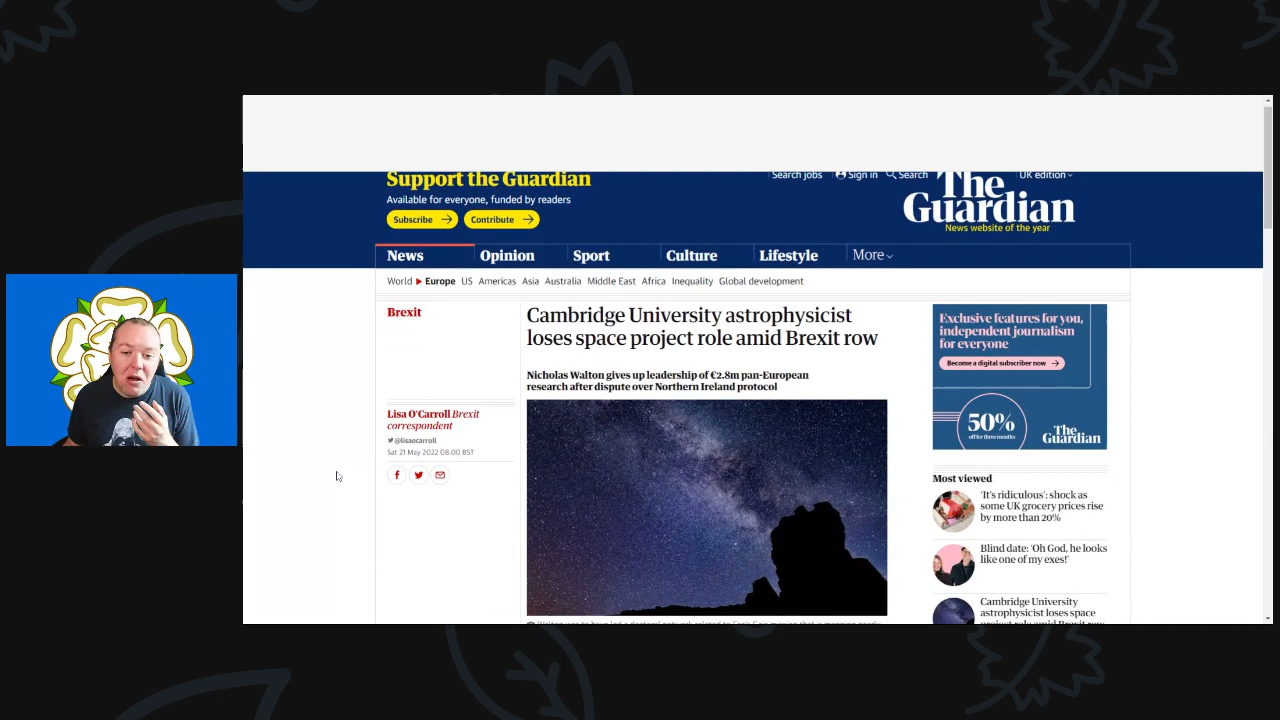 Support the Guardian
Available for everyone, funded by readers
Subscribe
Contribute
Search jobs
Sign in
Search
UK edition
The
Guardian
News website of the year
News
Opinion
Sport
Culture
Lifestyle
More
World
Europe
US
Americas
Asia
Australia
Middle East
Africa
Inequality
Global development
Brexit
Cambridge University astrophysicist
loses space project role amid Brexit row
Nicholas Walton gives up leadership of €2.8m pan-European
research after dispute over Northern Ireland protocol
Lisa O'Carroll Brexit
correspondent
@lisaocarroll
Sat 21 May 2022 08.00 BST
Exclusive features for you,
independent journalism
for everyone
Become a digital subscriber now
50%
off for three months
The
Guardian
Most viewed
'It's ridiculous': shock as
some UK grocery prices rise
by more than 20%
Blind date: 'Oh God, he looks
like one of my exes!'
Cambridge University
astrophysicist loses space
project role amid Brexit row